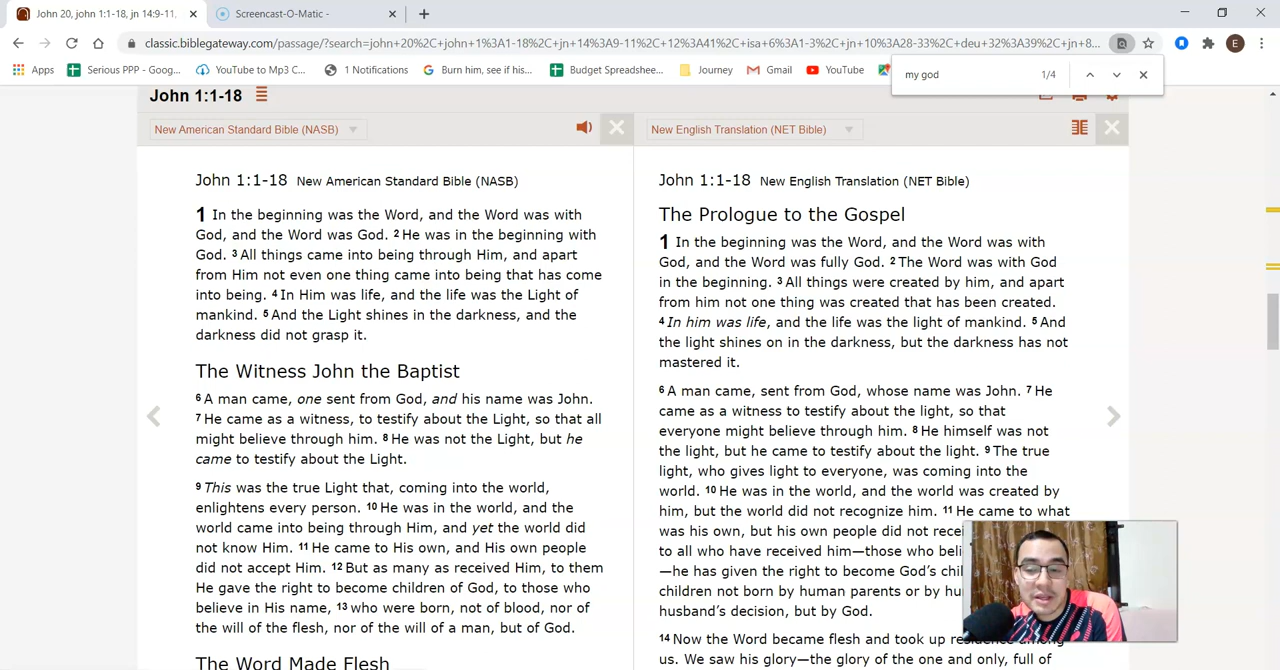 John 20, john 1:1-18, jn 14:9-11,
Screencast-O-Matic -
classic.biblegateway.com/passage/?search=john+20%2C+john+1%3A1-18%2C+jn+14%3A9-11%2C+12%3A41%2C+isa+6%3A1-3%2C+jn+10%3A28-33%2C+deu+32%3A39%2C+jn+8...
E
Apps
Serious PPP - Goog...
YouTube to Mp3 C...
1 Notifications
Burn him, see if his...
Budget Spreadshee...
Journey
Gmail
YouTube
my god
1/4
John 1:1-18
New American Standard Bible (NASB)
New English Translation (NET Bible)
John 1:1-18 New American Standard Bible (NASB)
1 In the beginning was the Word, and the Word was with
God, and the Word was God. 2 He was in the beginning with
God. 3 All things came into being through Him, and apart
from Him not even one thing came into being that has come
into being. 4 In Him was life, and the life was the Light of
mankind. 5 And the Light shines in the darkness, and the
darkness did not grasp it.
The Witness John the Baptist
6 A man came, one sent from God, and his name was John.
7 He came as a witness, to testify about the Light, so that all
might believe through him. 8 He was not the Light, but he
came to testify about the Light.
9 This was the true Light that, coming into the world,
enlightens every person. 10 He was in the world, and the
world came into being through Him, and yet the world did
not know Him. 11 He came to His own, and His own people
did not accept Him. 12 But as many as received Him, to them
He gave the right to become children of God, to those who
believe in His name, 13 who were born, not of blood, nor of
the will of the flesh, nor of the will of a man, but of God.
The Word Made Flesh
John 1:1-18 New English Translation (NET Bible)
The Prologue to the Gospel
1 In the beginning was the Word, and the Word was with
God, and the Word was fully God. 2 The Word was with God
in the beginning. 3 All things were created by him, and apart
from him not one thing was created that has been created.
4 In him was life, and the life was the light of mankind. 5 And
the light shines on in the darkness, but the darkness has not
mastered it.
6 A man came, sent from God, whose name was John. 7 He
came as a witness to testify about the light, so that
everyone might believe through him. 8 He himself was not
the light, but he came to testify about the light. 9 The true
light, who gives light to everyone, was coming into the
world. 10 He was in the world, and the world was created by
him, but the world did not recognize him. 11 He came to what
was his own, but his own people did not
to all who have received him—those who
—he has given the right to become God's
children not born by human parents or by
husband's decision, but by God.
14 Now the Word became flesh and took up
us. We saw his glory—the glory of the one and only, full of